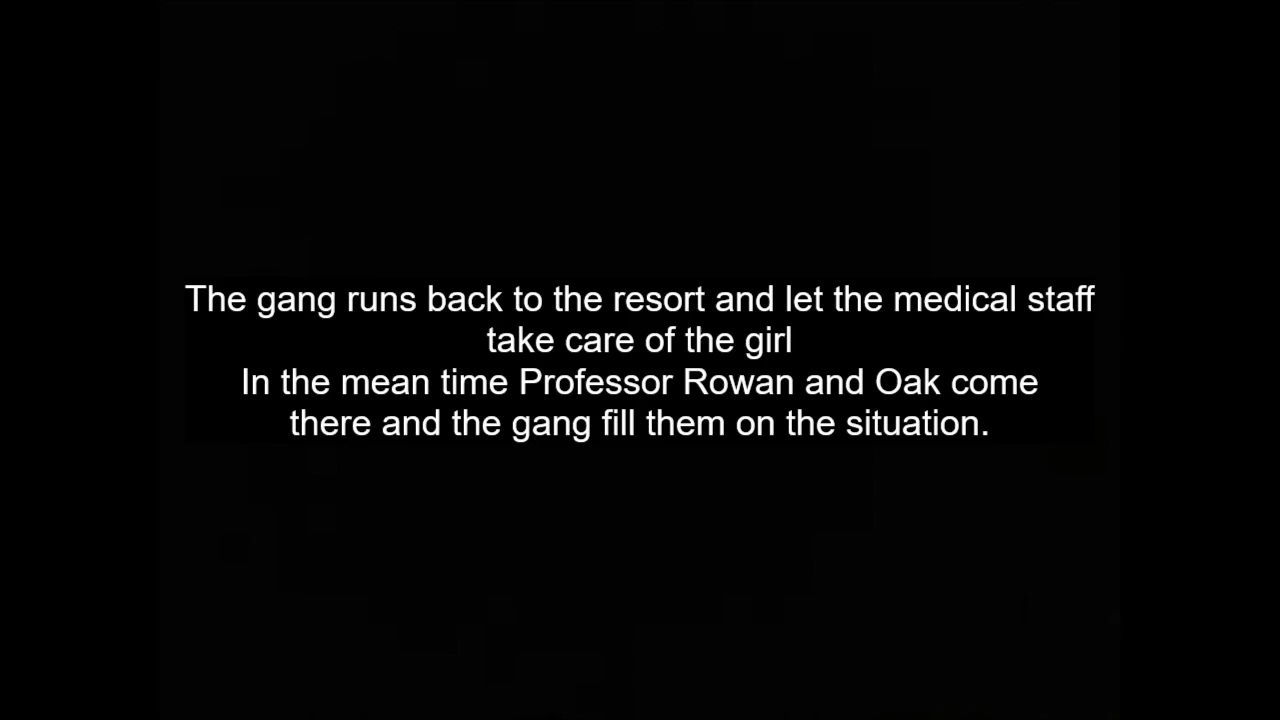 The gang runs back to the resort and let the medical staff
take care of the girl
In the mean time Professor Rowan and Oak come
there and the gang fill them on the situation.